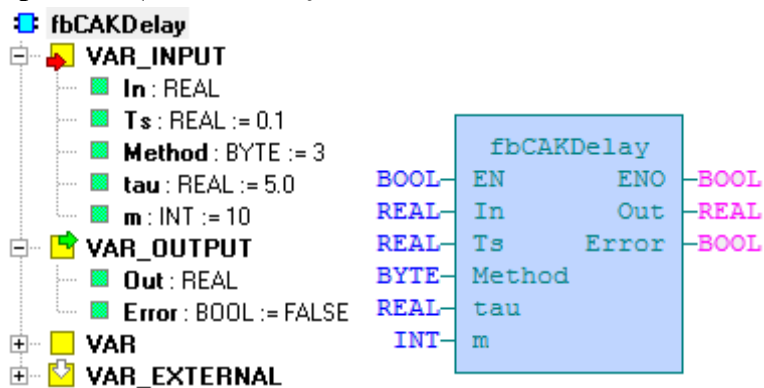 fbCAKDelay
VAR_INPUT
In : REAL
Ts : REAL := 0.1
Method : BYTE := 3
tau : REAL := 5.0
m : INT := 10
VAR_OUTPUT
Out : REAL
Error : BOOL := FALSE
VAR
VAR_EXTERNAL
fbCAKDelay
BOOL EN ENO BOOL
REAL In Out REAL
REAL Ts Error BOOL
BYTE Method
REAL tau
INT m